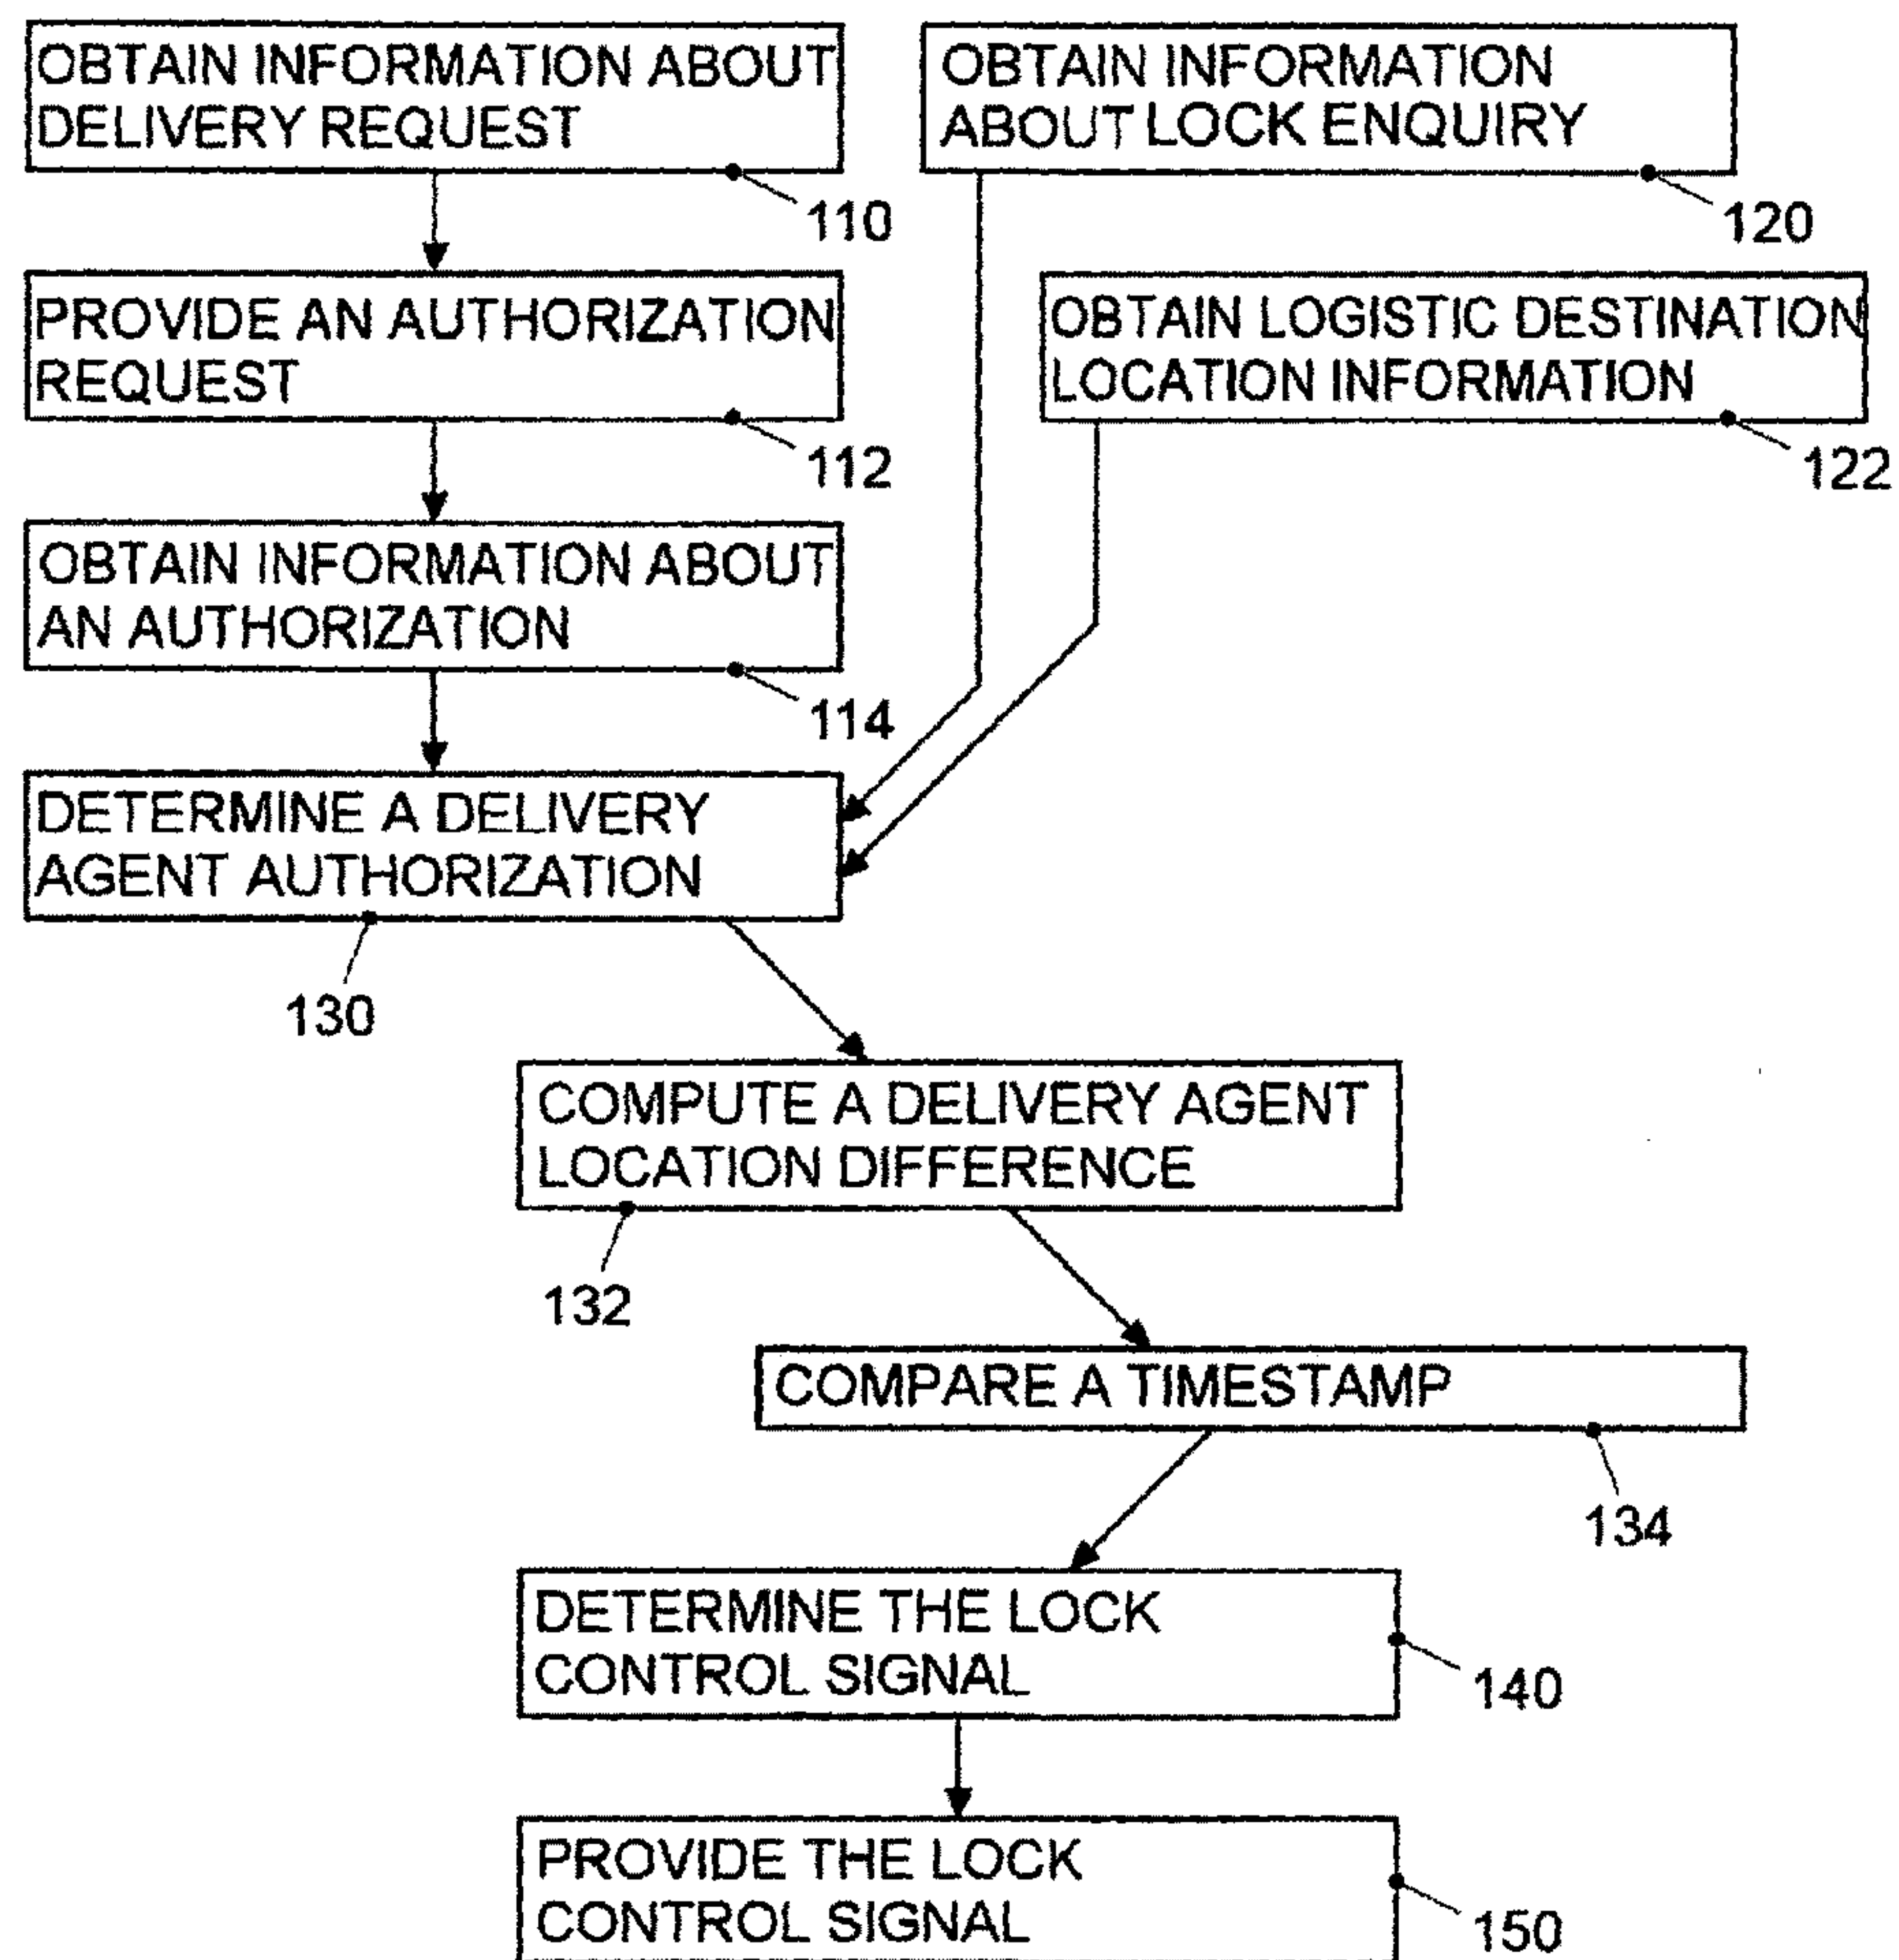 OBTAIN INFORMATION ABOUT
DELIVERY REQUEST
110
OBTAIN INFORMATION
ABOUT LOCK ENQUIRY
120
PROVIDE AN AUTHORIZATION
REQUEST
112
OBTAIN LOGISTIC DESTINATION
LOCATION INFORMATION
122
OBTAIN INFORMATION ABOUT
AN AUTHORIZATION
114
DETERMINE A DELIVERY
AGENT AUTHORIZATION
130
COMPUTE A DELIVERY AGENT
LOCATION DIFFERENCE
132
COMPARE A TIMESTAMP
134
DETERMINE THE LOCK
CONTROL SIGNAL
140
PROVIDE THE LOCK
CONTROL SIGNAL
150